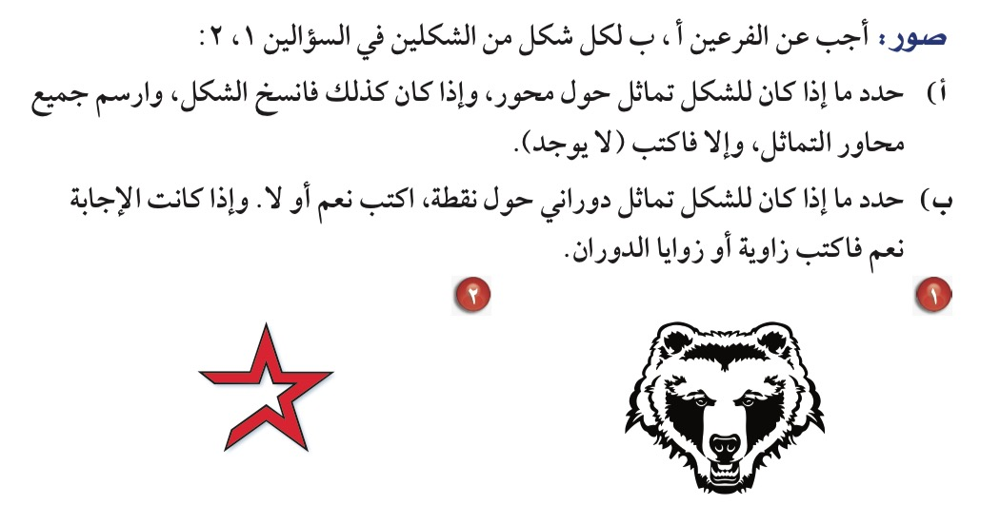 صور : أجب عن الفرعين أ ، ب لكل شكل من الشكلين في السؤالين ١، ٢ :
أ) حدد ما إذا كان للشكل تماثل حول محور، وإذا كان كذلك فانسخ الشكل، وارسم جميع
محاور التماثل، وإلا فاكتب (لا يوجد).
ب) حدد ما إذا كان للشكل تماثل دوراني حول نقطة، اكتب نعم أو لا. وإذا كانت الإجابة
نعم فاكتب زاوية أو زوايا الدوران.
١ ٢